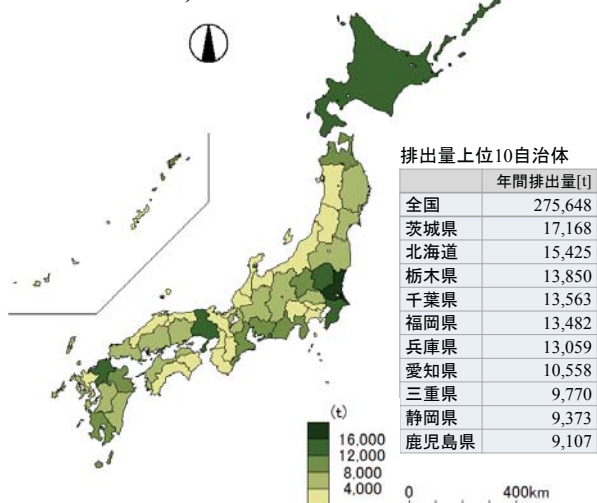 排出量上位10自治体
年間排出量[t]
全国 275,648
茨城県 17,168
北海道 15,425
栃木県 13,850
千葉県 13,563
福岡県 13,482
兵庫県 13,059
愛知県 10,558
三重県 9,770
静岡県 9,373
鹿児島県 9,107
(t)
16,000
12,000
8,000
4,000
0 400km